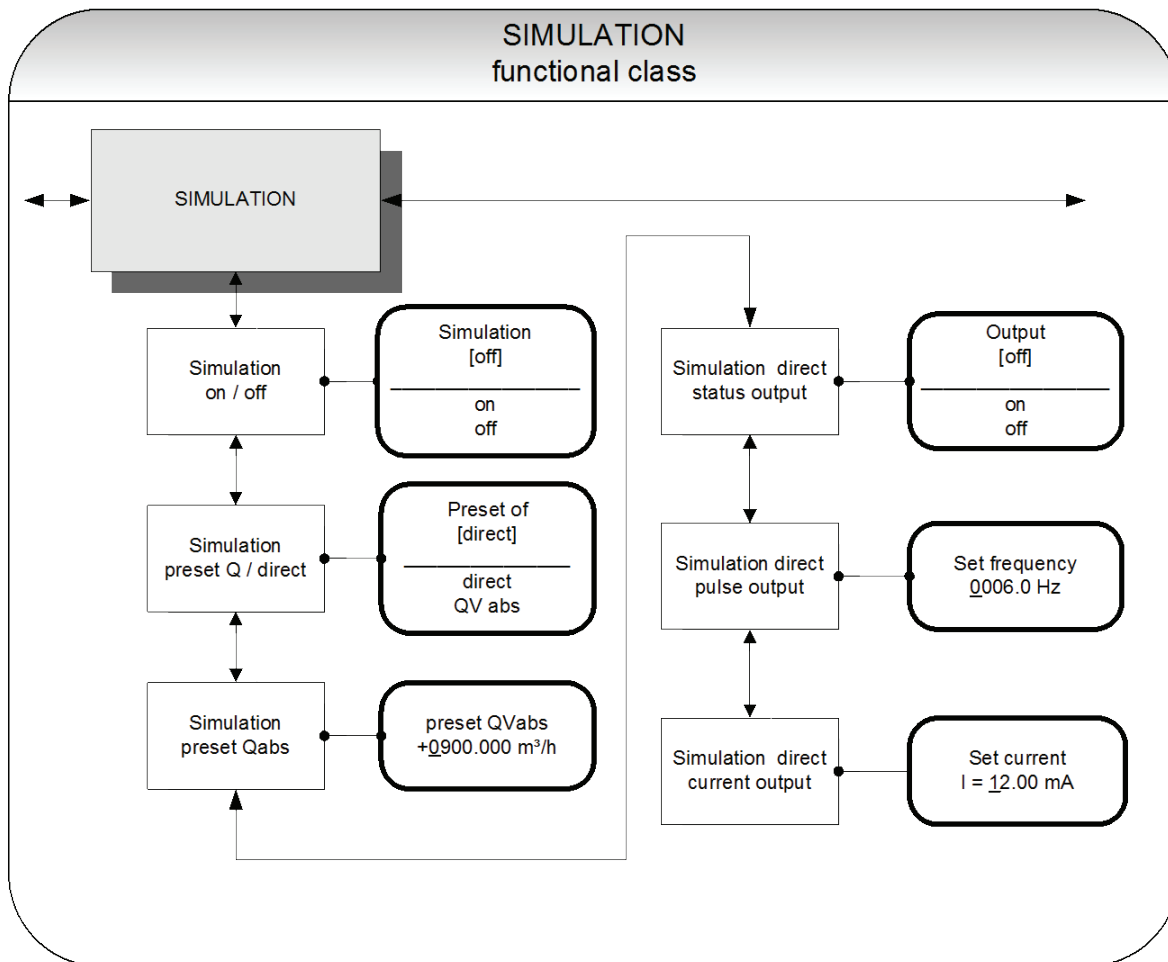 SIMULATION
functional class
SIMULATION
Simulation
on / off
Simulation
[off]
on
off
Simulation
preset Q / direct
Preset of
[direct]
direct
QV abs
Simulation
preset Qabs
preset QVabs
+0900.000 m³/h
Simulation direct
status output
Output
[off]
on
off
Simulation direct
pulse output
Set frequency
0006.0 Hz
Simulation direct
current output
Set current
I = 12.00 mA